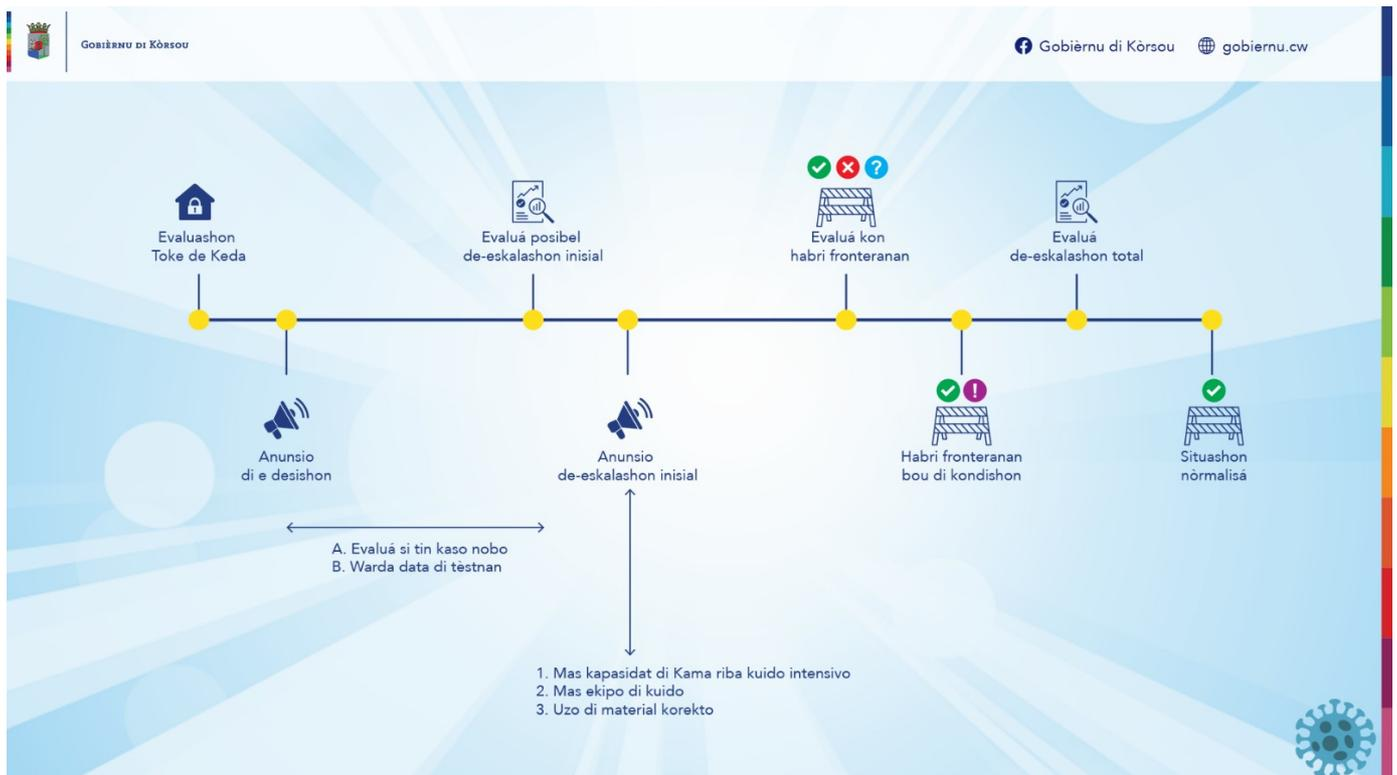 GOBIÈRNU DI KÒRSOU
Gobièrnu di Kòrsou
gobiernu.cw
Evaluashon
Toke de Keda
Evaluá posibel
de-eskalashon inisial
Evaluá kon
habri fronteranan
Evaluá
de-eskalashon total
Anunsio
di e desishon
Anunsio
de-eskalashon inisial
Habri fronteranan
bou di kondishon
Situashon
nòrmalisá
A. Evaluá si tin kaso nobo
B. Warda data di tèstnan
1. Mas kapasidat di Kama riba kuido intensivo
2. Mas ekipo di kuido
3. Uzo di material korekto